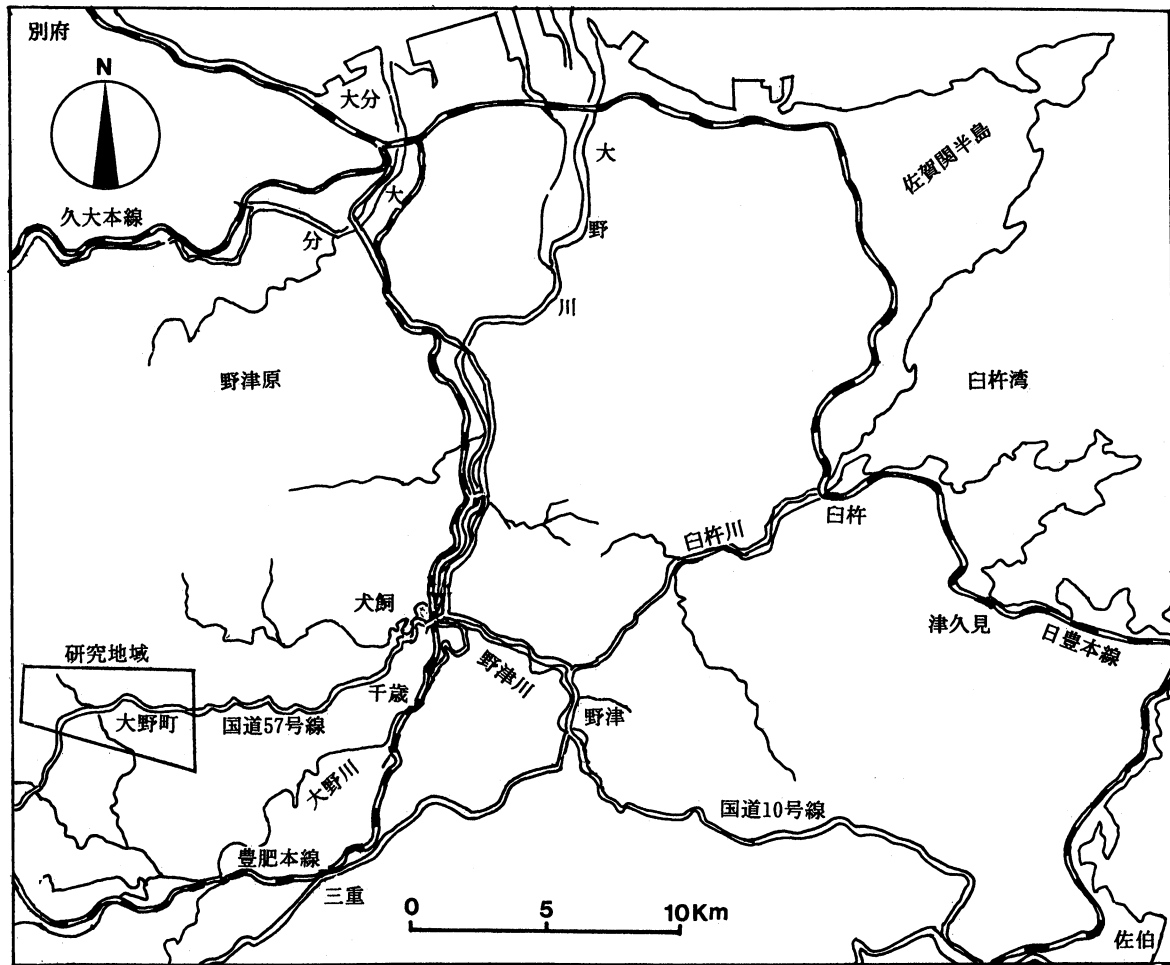 別府
N
大分
大分
大野川
佐賀関半島
久大本線
野津原
臼杵湾
臼杵
臼杵川
犬飼
津久見
日豊本線
研究地域
野津川
千歳
大野町
国道57号線
野津
大野川
国道10号線
豊肥本線
三重
0 5 10Km
佐伯